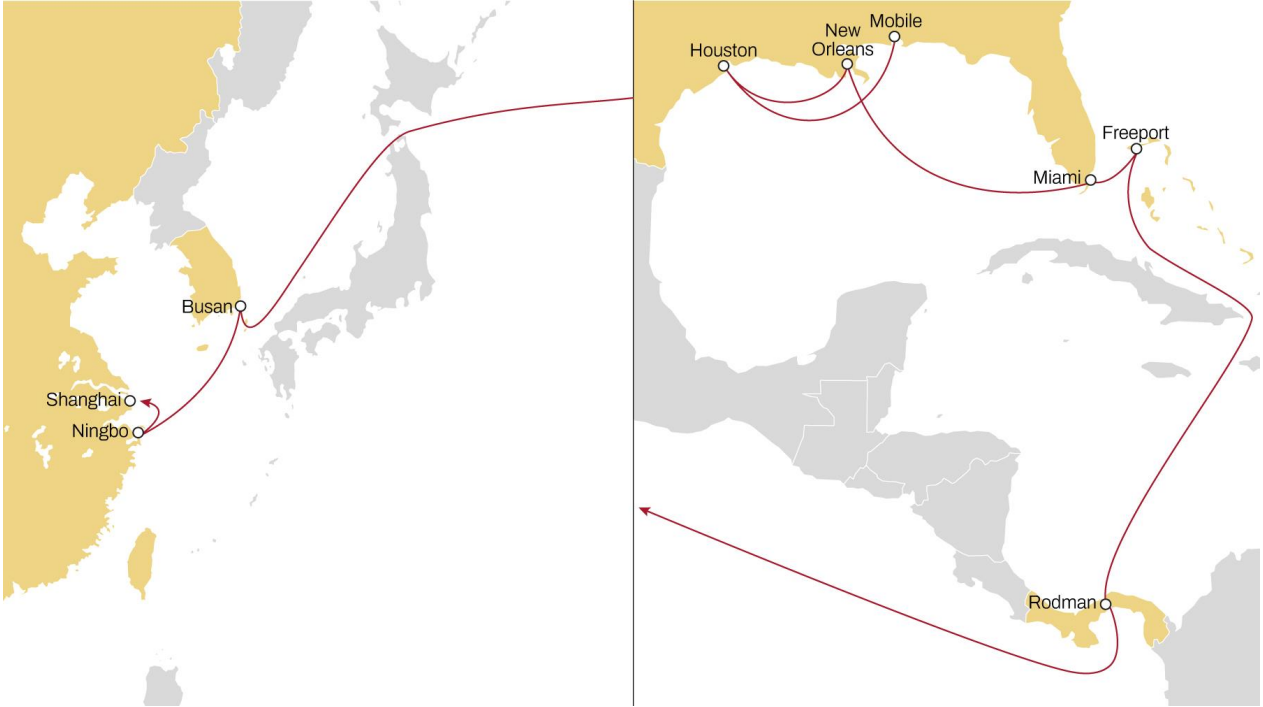 Busan
Shanghai
Ningbo
Houston
New
Orleans
Mobile
Freeport
Miami
Rodman